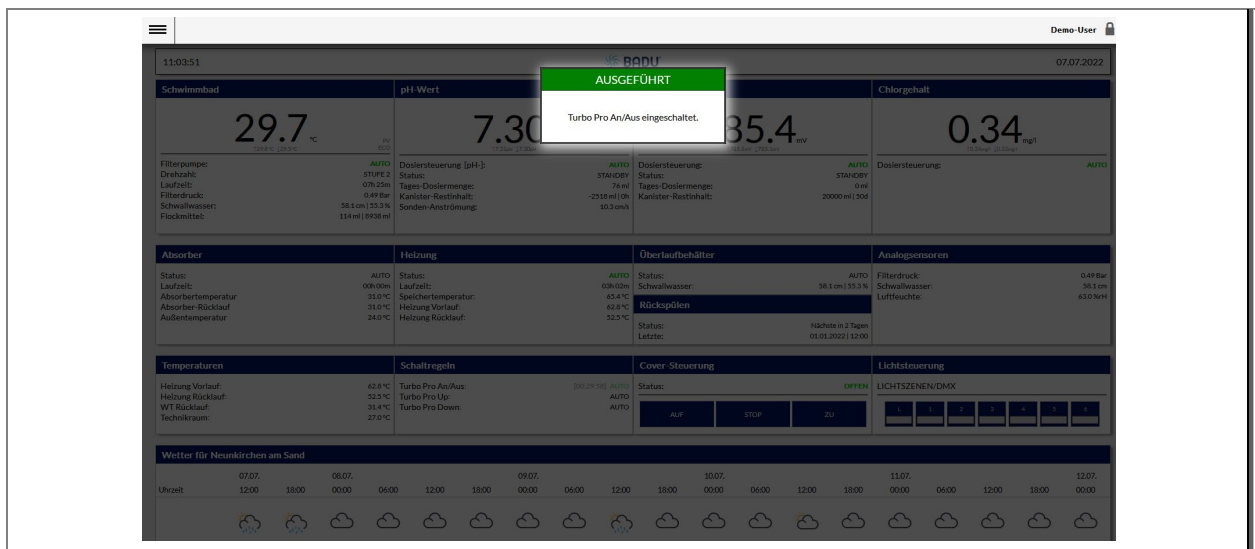 Demo-User
11:03:51
BADU
07.07.2022
AUSGEFÜHRT
Turbo Pro An/Aus eingeschaltet.
Schwimmbad
29.7 °C
Filterpumpe: AUTO
Drehzahl: STUFE 2
Laufzeit: 07h 25m
Filterdruck: 0.49 Bar
Schwallwasser: 58.1 cm | 55.3 %
Flockmittel: 114 ml | 8938 ml
pH-Wert
7.30
Dosiersteuerung [pH-]: AUTO
Status: STANDBY
Tages-Dosiermenge: 76 ml
Kanister-Restinhalt: -2518 ml | 0h
Sonden-Anströmung: 10.3 cm/s
85.4 mV
Dosiersteuerung: AUTO
Status: STANDBY
Tages-Dosiermenge: 0 ml
Kanister-Restinhalt: 20000 ml | 50d
Chlorgehalt
0.34 mg/l
Dosiersteuerung: AUTO
Absorber
Status: AUTO
Laufzeit: 00h 00m
Absorbertemperatur 31.0 °C
Absorber-Rücklauf 31.0 °C
Außentemperatur 24.0 °C
Heizung
Status: AUTO
Laufzeit: 03h 02m
Speichertemperatur: 65.4 °C
Heizung Vorlauf: 62.8 °C
Heizung Rücklauf: 52.5 °C
Überlaufbehälter
Status: AUTO
Schwallwasser: 58.1 cm | 55.3 %
Rückspülen
Status: Nächste in 2 Tagen
Letzte: 01.01.2022 | 12:00
Analogsensoren
Filterdruck: 0.49 Bar
Schwallwasser: 58.1 cm
Luftfeuchte: 63.0 %rH
Temperaturen
Heizung Vorlauf: 62.8 °C
Heizung Rücklauf: 52.5 °C
WT Rücklauf: 31.4 °C
Technikraum: 27.0 °C
Schaltregeln
Turbo Pro An/Aus: [00:29:58] AUTO
Turbo Pro Up: AUTO
Turbo Pro Down: AUTO
Cover-Steuerung
Status: OFFEN
AUF STOP ZU
Lichtsteuerung
LICHTSZENEN/DMX
1 1 2 3 4 5 6
Wetter für Neunkirchen am Sand
07.07. 08.07. 09.07. 10.07. 11.07. 12.07.
Uhrzeit 12:00 18:00 00:00 06:00 12:00 18:00 00:00 06:00 12:00 18:00 00:00 06:00 12:00 18:00 00:00 06:00 12:00 18:00 00:00